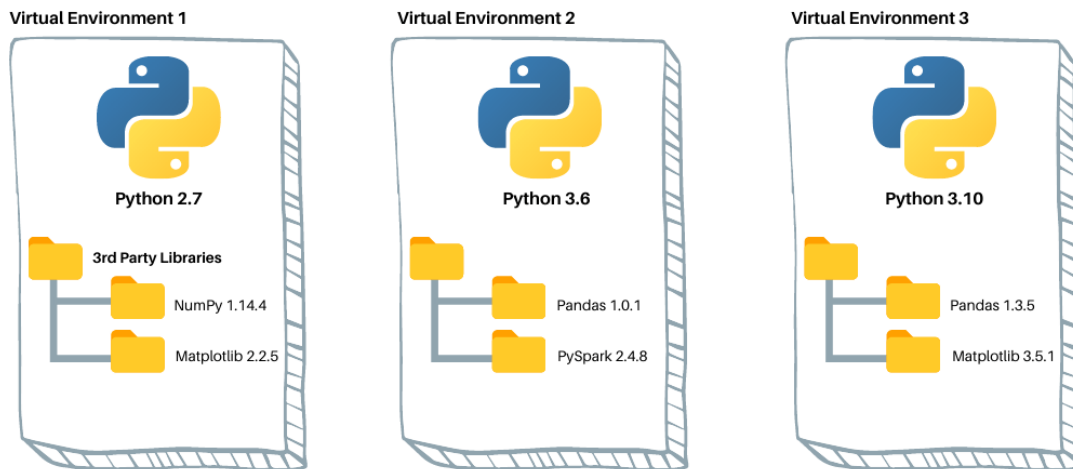 Virtual Environment 1
Python 2.7
3rd Party Libraries
NumPy 1.14.4
Matplotlib 2.2.5
Virtual Environment 2
Python 3.6
Pandas 1.0.1
PySpark 2.4.8
Virtual Environment 3
Python 3.10
Pandas 1.3.5
Matplotlib 3.5.1